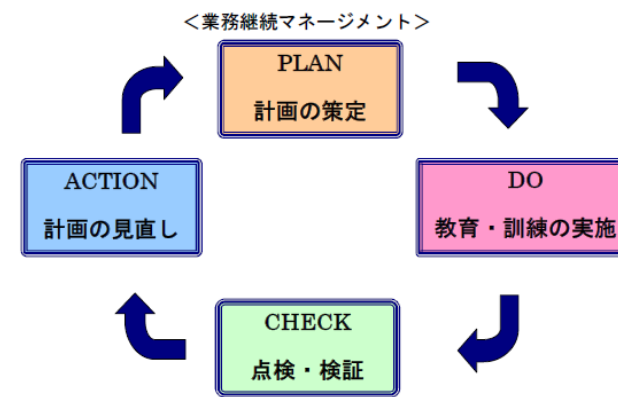 ＜業務継続マネージメント＞
PLAN
計画の策定
ACTION
計画の見直し
DO
教育・訓練の実施
CHECK
点検・検証